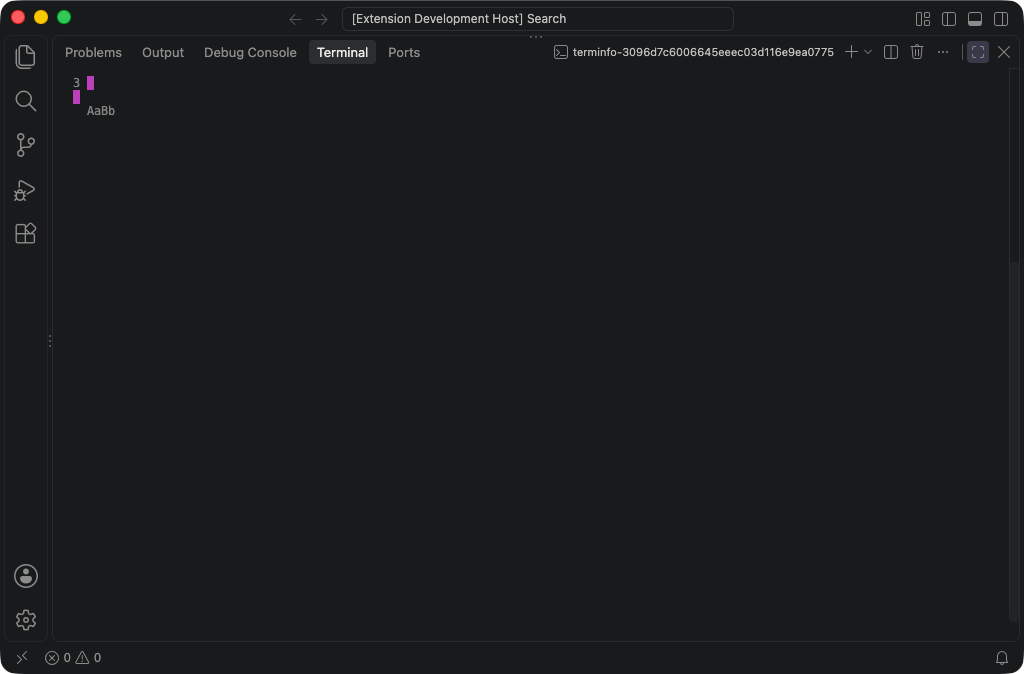 [Extension Development Host] Search
Problems Output Debug Console Terminal Ports terminfo-3096d7c6006645eeec03d116e9ea0775
3
AaBb
0 0